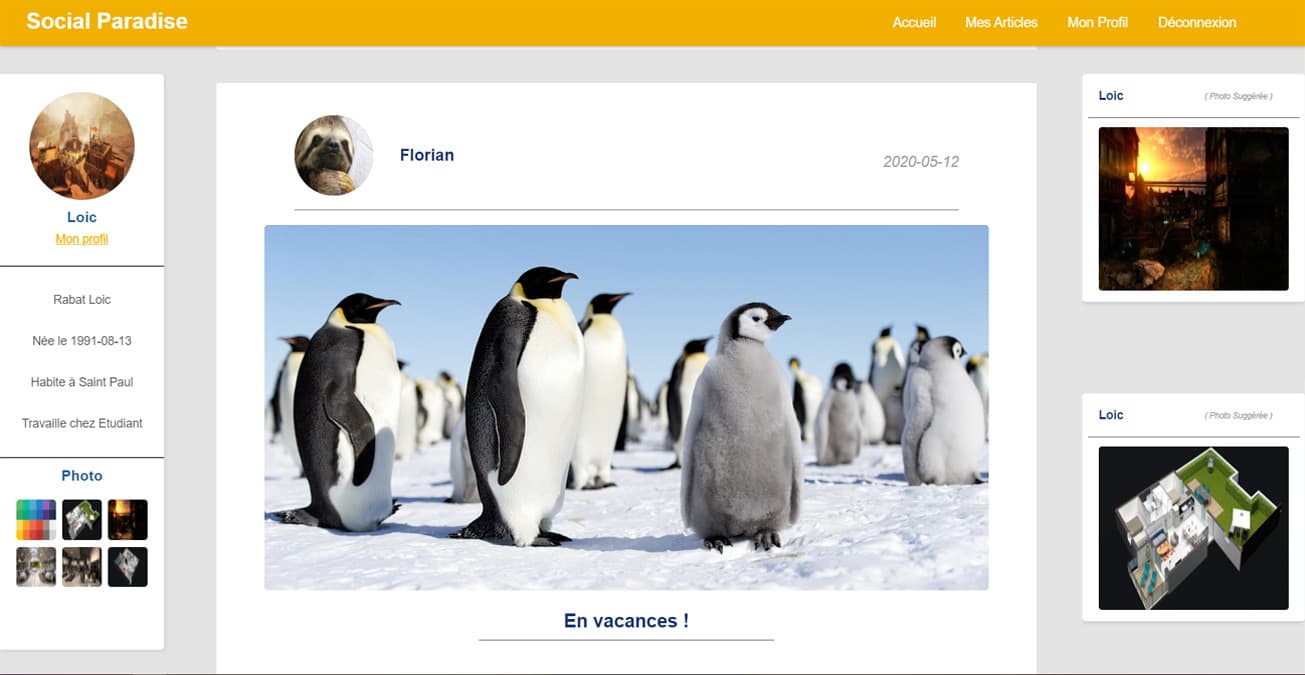 Social Paradise
Accueil Mes Articles Mon Profil Déconnexion
Loic
Mon profil
Rabat Loic
Née le 1991-08-13
Habite à Saint Paul
Travaille chez Etudiant
Photo
Florian
2020-05-12
En vacances !
Loic
( Photo Suggérée )
Loic
( Photo Suggérée )